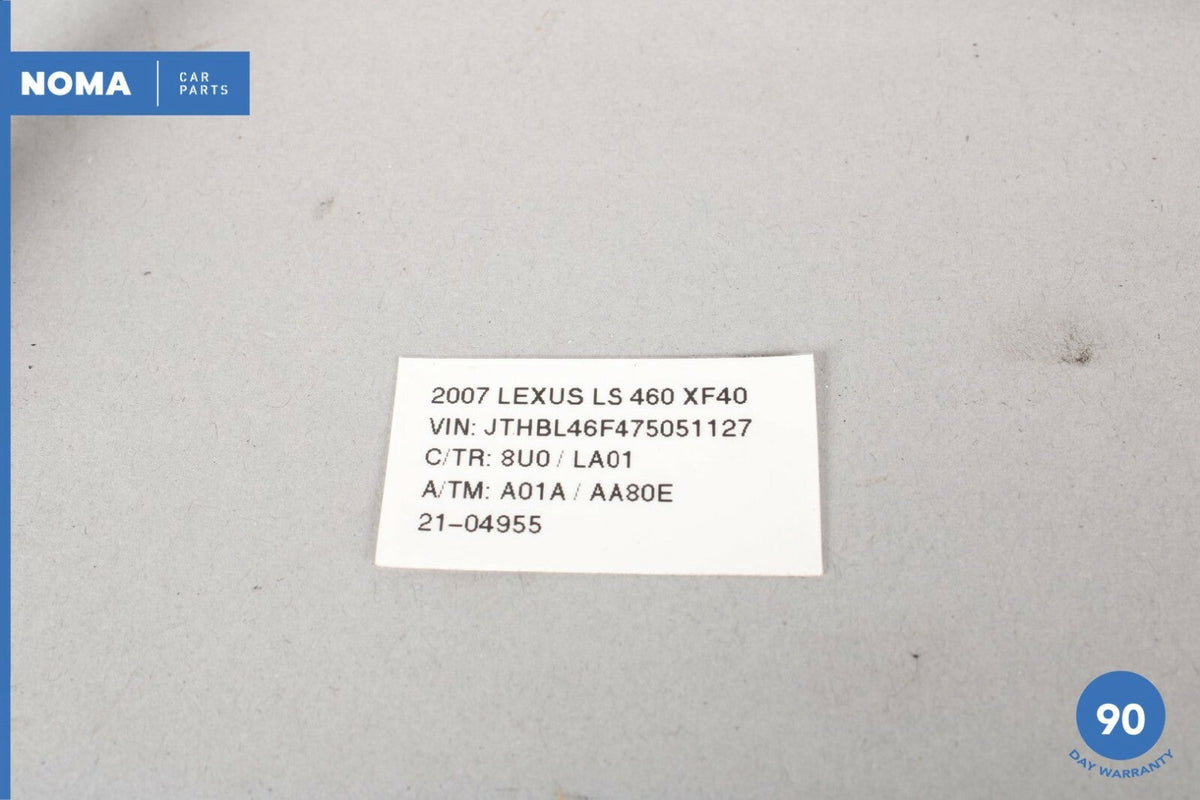 NOMA
CAR
PARTS
2007 LEXUS LS 460 XF40
VIN: JTHBL46F475051127
C/TR: 8U0 / LA01
A/TM: A01A / AA80E
21-04955
90
DAY WARRANTY